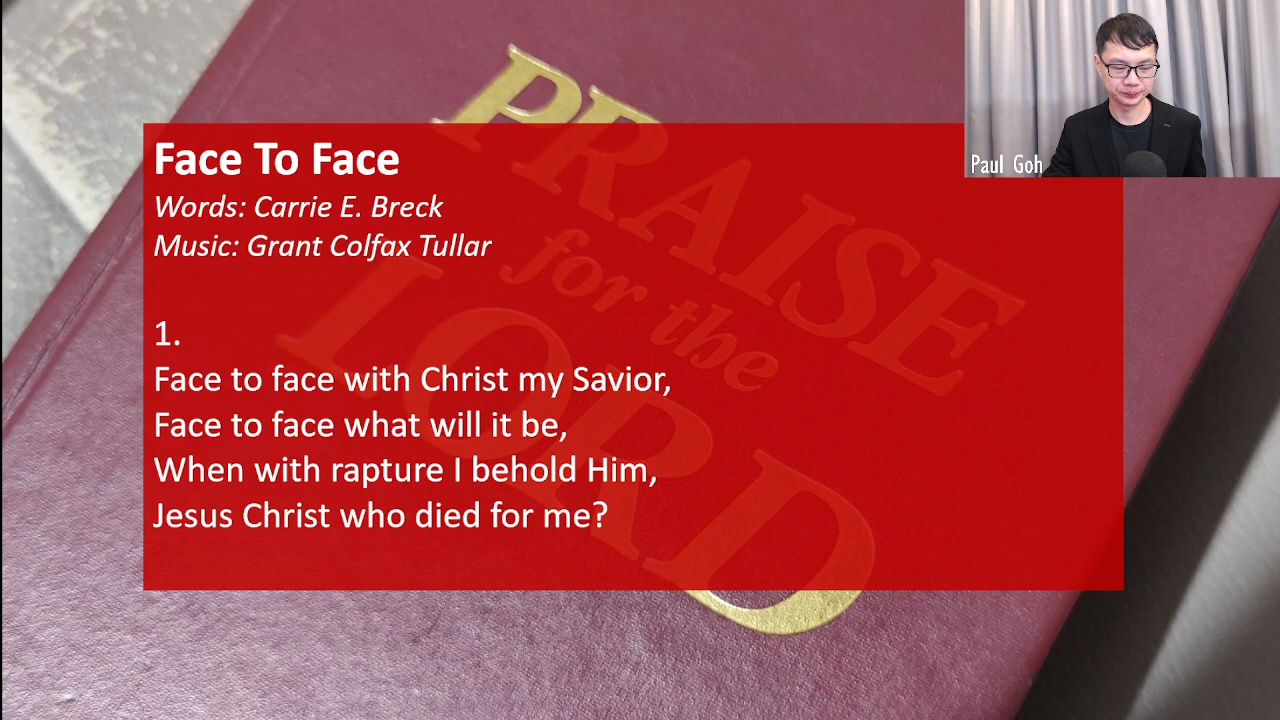 PRAISE
for the
LORD
Face To Face
Words: Carrie E. Breck
Music: Grant Colfax Tullar
1.
Face to face with Christ my Savior,
Face to face what will it be,
When with rapture I behold Him,
Jesus Christ who died for me?
Paul Goh